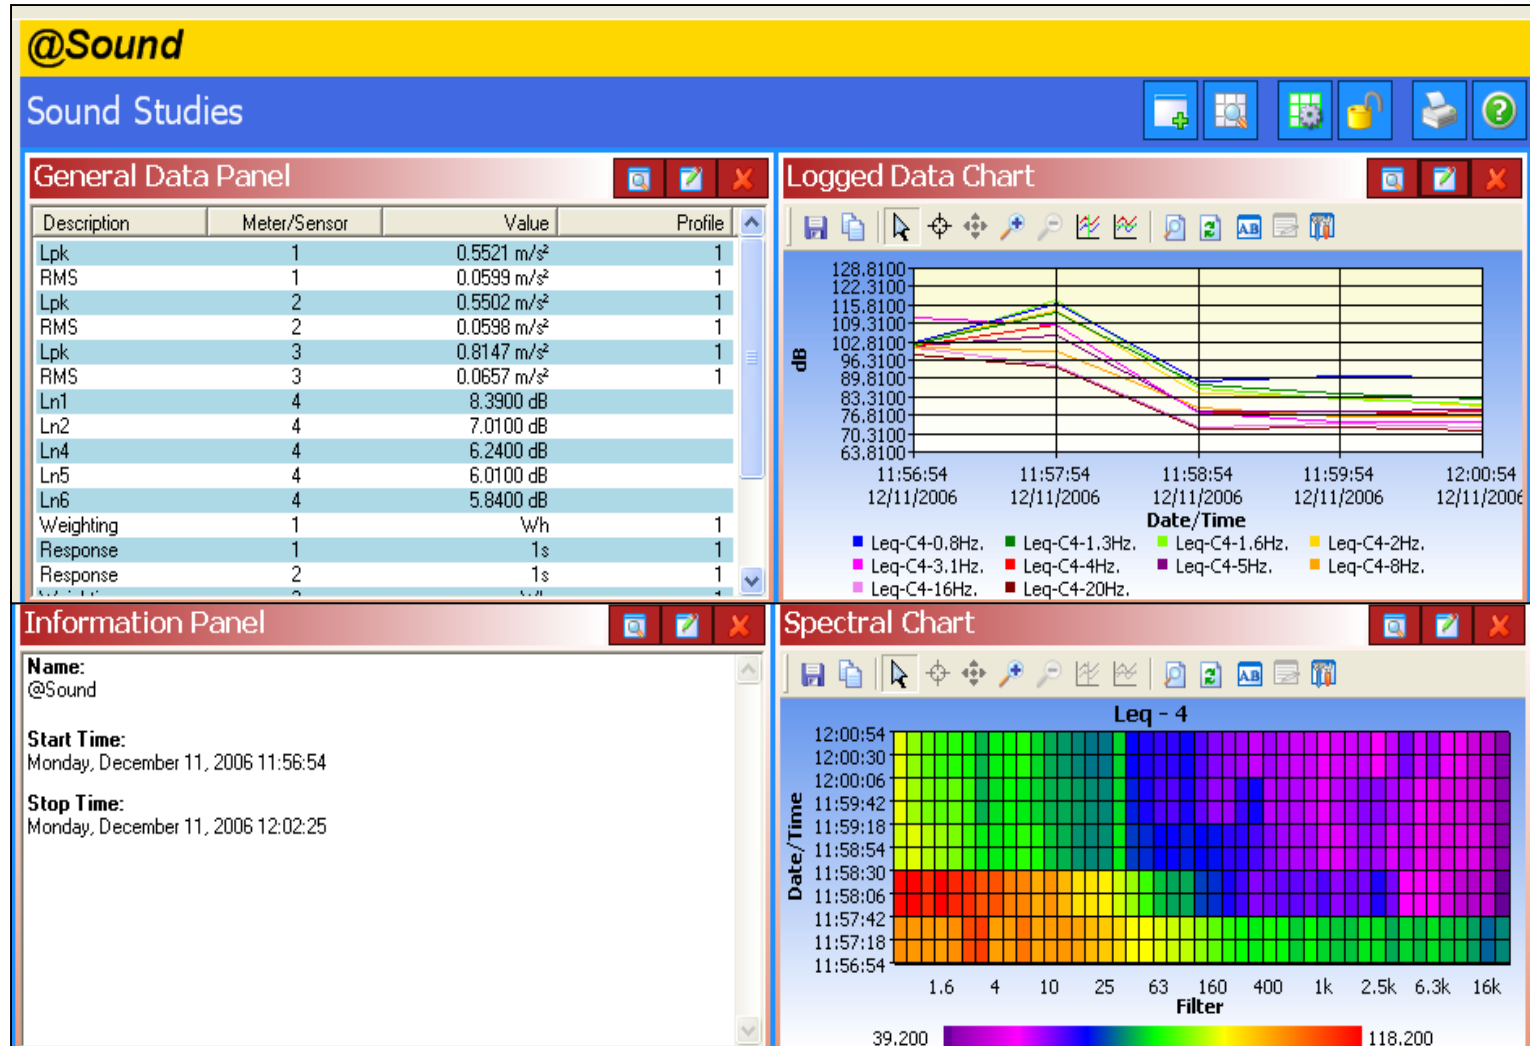 @Sound
Sound Studies
General Data Panel
Description Meter/Sensor Value Profile
Lpk 1 0.5521 m/s² 1
RMS 1 0.0599 m/s² 1
Lpk 2 0.5502 m/s² 1
RMS 2 0.0598 m/s² 1
Lpk 3 0.8147 m/s² 1
RMS 3 0.0657 m/s² 1
Ln1 4 8.3900 dB
Ln2 4 7.0100 dB
Ln4 4 6.2400 dB
Ln5 4 6.0100 dB
Ln6 4 5.8400 dB
Weighting 1 Wh 1
Response 1 1s 1
Response 2 1s 1
Logged Data Chart
AB
128.8100
122.3100
115.8100
109.3100
102.8100
96.3100
89.8100
83.3100
76.8100
70.3100
63.8100
dB
11:56:54 11:57:54 11:58:54 11:59:54 12:00:54
12/11/2006 12/11/2006 12/11/2006 12/11/2006 12/11/2006
Date/Time
Leq-C4-0.8Hz. Leq-C4-1.3Hz. Leq-C4-1.6Hz. Leq-C4-2Hz.
Leq-C4-3.1Hz. Leq-C4-4Hz. Leq-C4-5Hz. Leq-C4-8Hz.
Leq-C4-16Hz. Leq-C4-20Hz.
Information Panel
Name:
@Sound
Start Time:
Monday, December 11, 2006 11:56:54
Stop Time:
Monday, December 11, 2006 12:02:25
Spectral Chart
AB
Leq - 4
12:00:54
12:00:30
12:00:06
11:59:42
11:59:18
11:58:54
11:58:30
11:58:06
11:57:42
11:57:18
11:56:54
Date/Time
1.6 4 10 25 63 160 400 1k 2.5k 6.3k 16k
Filter
39.200 118.200